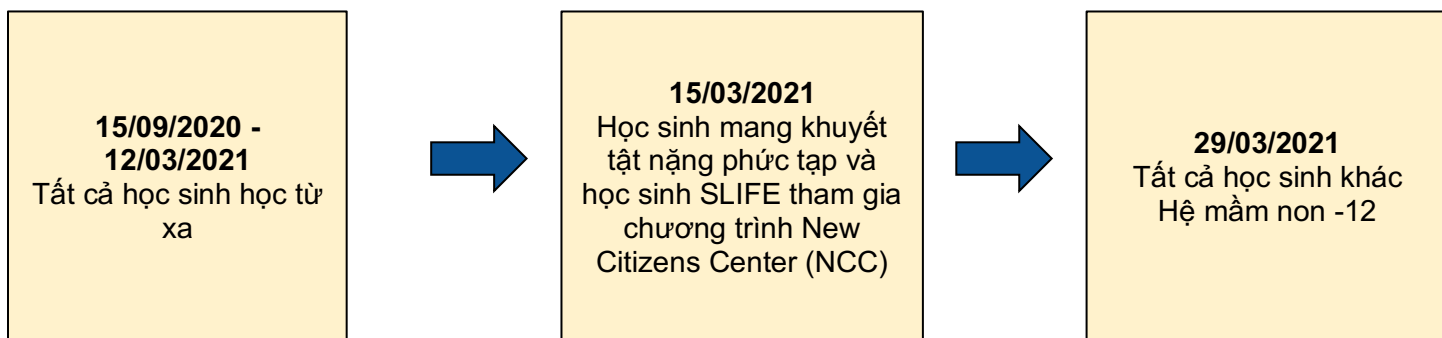 15/09/2020 -
12/03/2021
Tất cả học sinh học từ
xa
15/03/2021
Học sinh mang khuyết
tật nặng phức tạp và
học sinh SLIFE tham gia
chương trình New
Citizens Center (NCC)
29/03/2021
Tất cả học sinh khác
Hệ mầm non -12